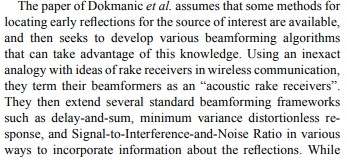 The paper of Dokmanic et al. assumes that some methods for
locating early reflections for the source of interest are available,
and then seeks to develop various beamforming algorithms
that can take advantage of this knowledge. Using an inexact
analogy with ideas of rake receivers in wireless communication,
they term their beamformers as an “acoustic rake receivers”.
They then extend several standard beamforming frameworks
such as delay-and-sum, minimum variance distortionless re-
sponse, and Signal-to-Interference-and-Noise Ratio in various
ways to incorporate information about the reflections. While